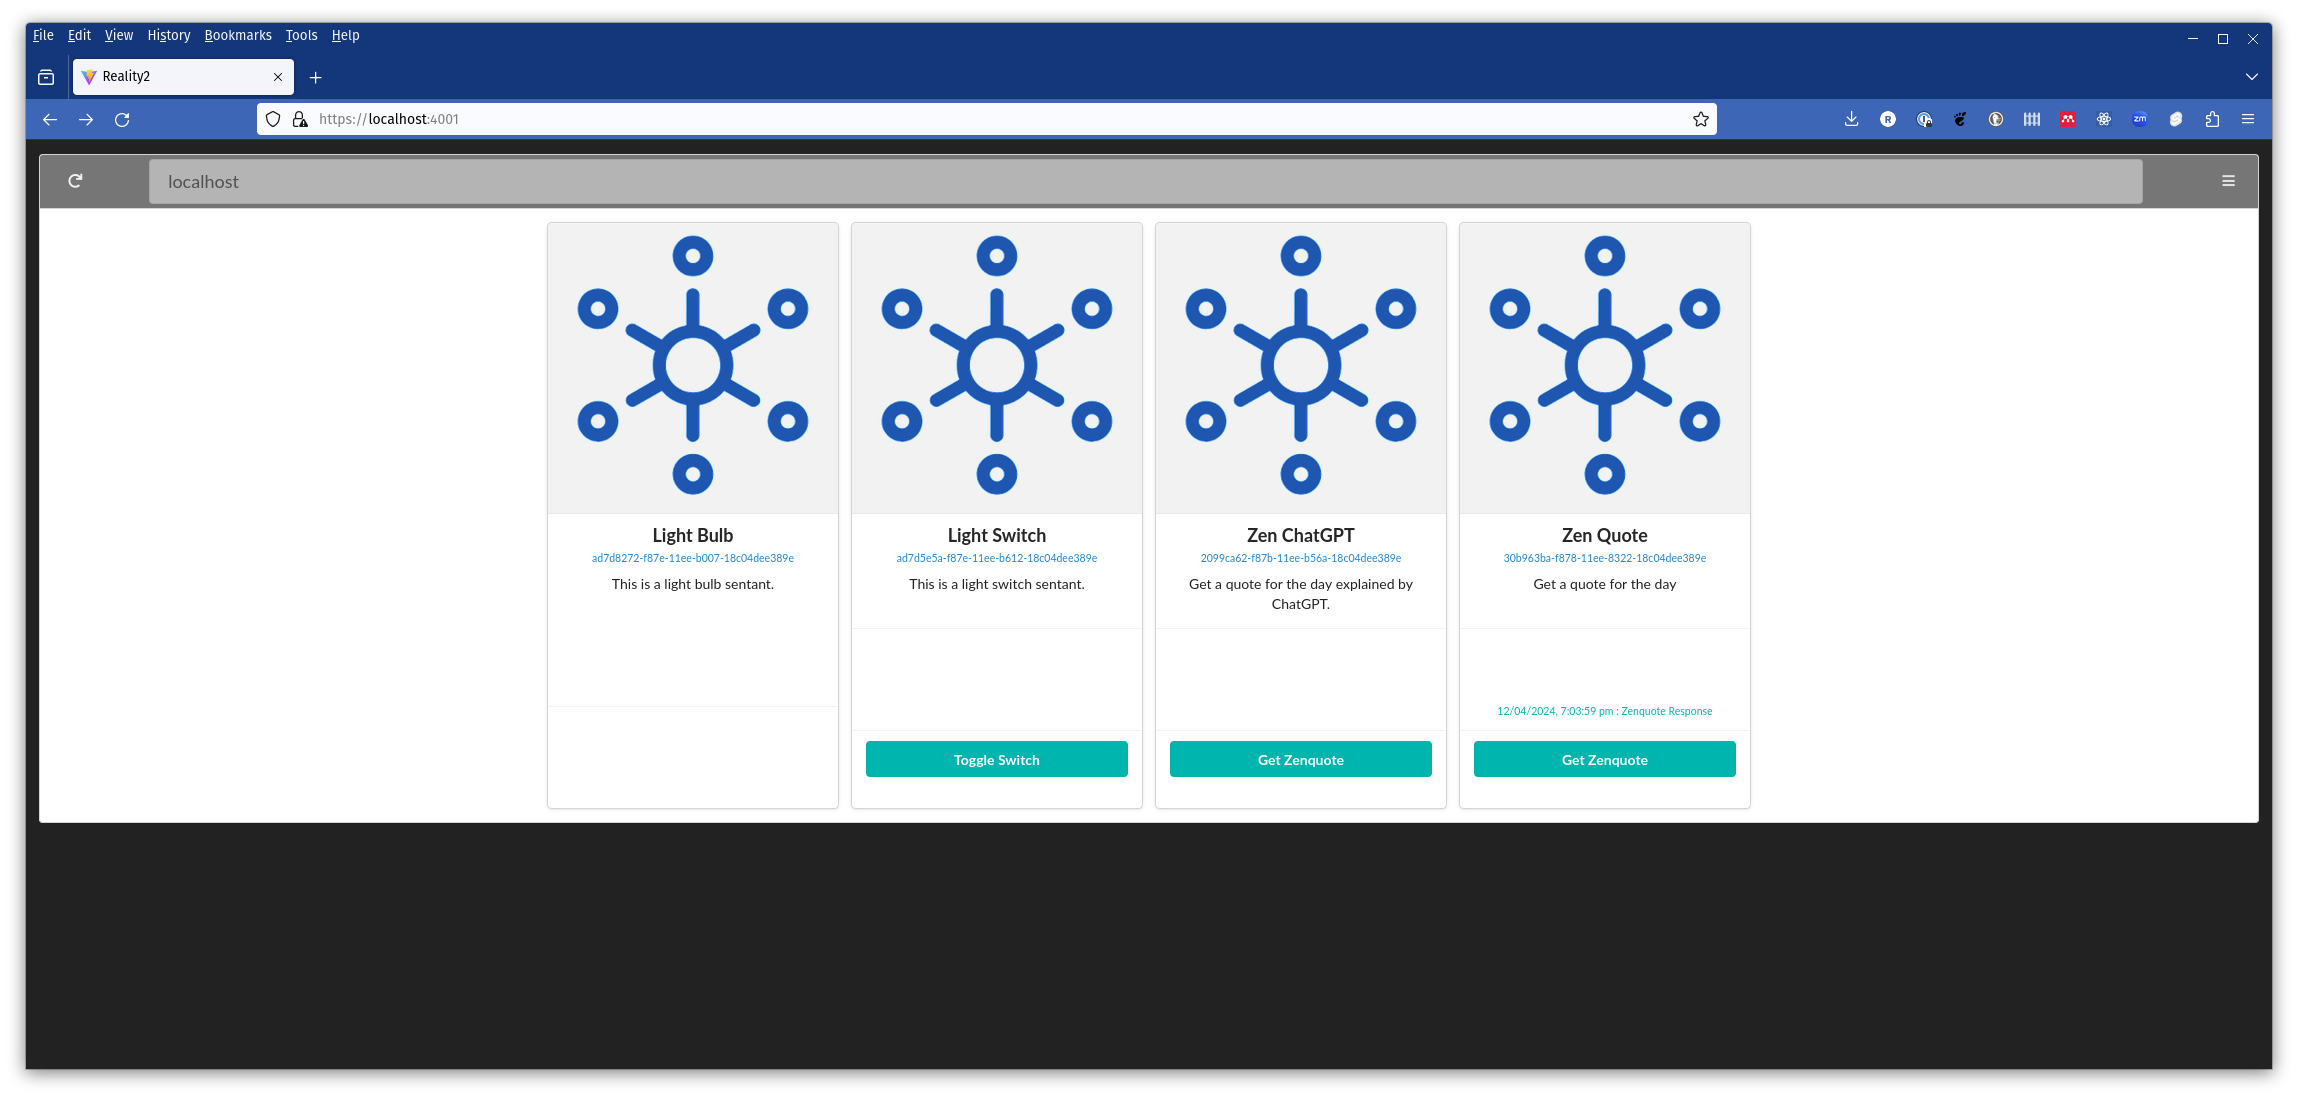 File Edit View History Bookmarks Tools Help
Reality2
https://localhost:4001
R
zm
localhost
Light Bulb
ad7d8272-f87e-11ee-b007-18c04dee389e
This is a light bulb sentant.
Light Switch
ad7d5e5a-f87e-11ee-b612-18c04dee389e
This is a light switch sentant.
Toggle Switch
Zen ChatGPT
2099ca62-f87b-11ee-b56a-18c04dee389e
Get a quote for the day explained by
ChatGPT.
Get Zenquote
Zen Quote
30b963ba-f878-11ee-8322-18c04dee389e
Get a quote for the day
12/04/2024, 7:03:59 pm : Zenquote Response
Get Zenquote